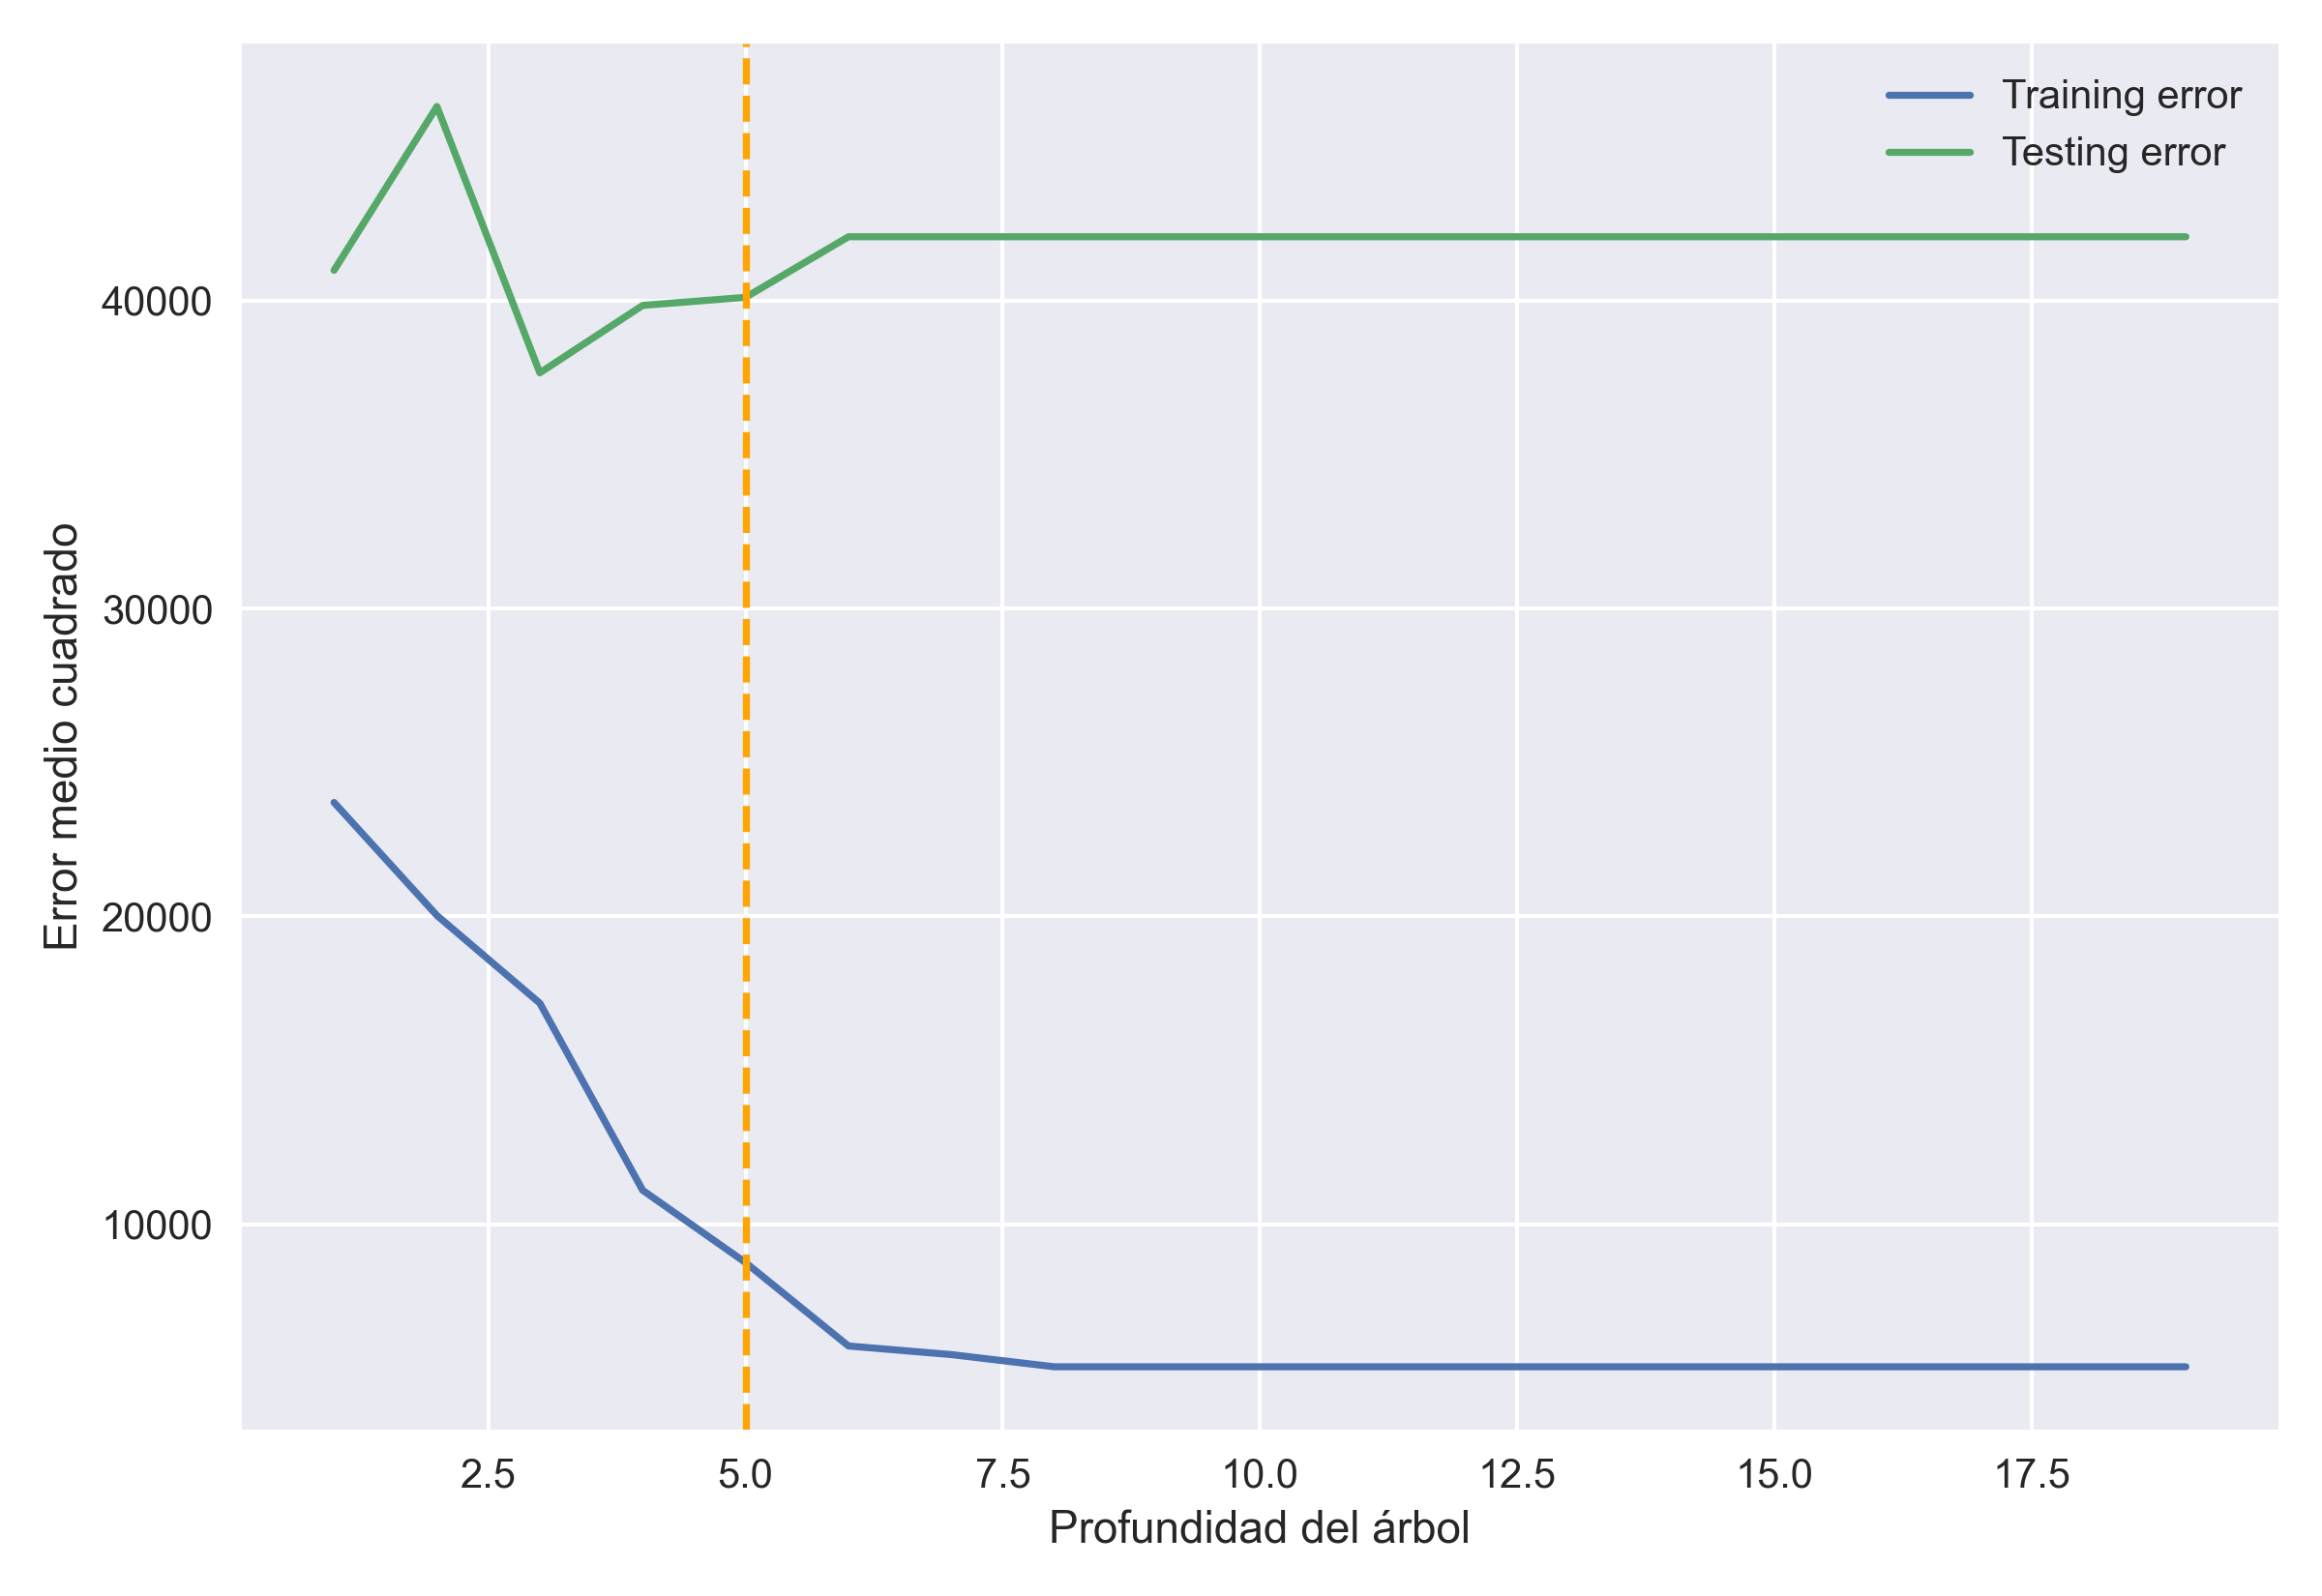 Training error
Testing error
40000
30000
20000
10000
Error medio cuadrado
2.5 5.0 7.5 10.0 12.5 15.0 17.5
Profundidad del árbol